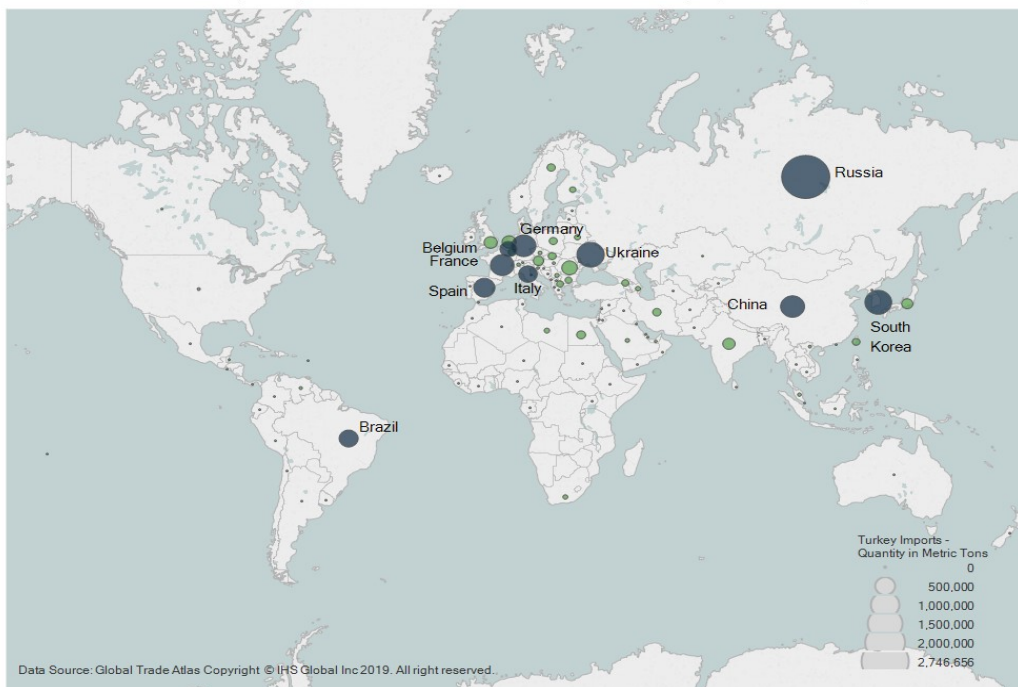 Russia
Germany
Belgium
France
Ukraine
Spain
Italy
China
South
Korea
Brazil
Turkey Imports -
Quantity in Metric Tons
0
500,000
1,000,000
1,500,000
2,000,000
2,746,656
Data Source: Global Trade Atlas Copyright © IHS Global Inc 2019. All right reserved..